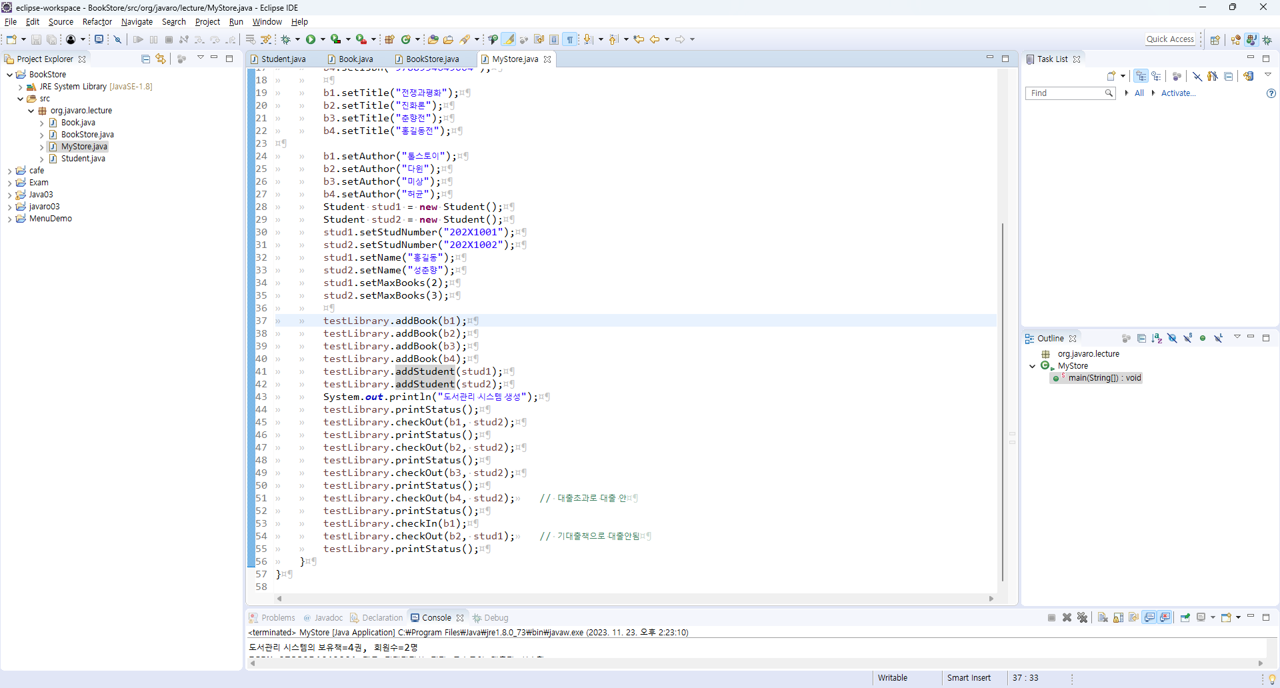 eclipse-workspace - BookStore/src/org/javaro/lecture/MyStore.java - Eclipse IDE
File Edit Source Refactor Navigate Search Project Run Window Help
Quick Access
Project Explorer
BookStore
JRE System Library [JavaSE-1.8]
src
org.javaro.lecture
Book.java
BookStore.java
MyStore.java
Student.java
cafe
Exam
Java03
javaro03
MenuDemo
Student.java Book.java BookStore.java MyStore.java
18
19 b1.setTitle("전쟁과평화");
20 b2.setTitle("진화론");
21 b3.setTitle("춘향전");
22 b4.setTitle("홍길동전");
23
24 b1.setAuthor("톨스토이");
25 b2.setAuthor("다윈");
26 b3.setAuthor("미상");
27 b4.setAuthor("허균");
28 Student stud1 = new Student();
29 Student stud2 = new Student();
30 stud1.setStudNumber("202X1001");
31 stud2.setStudNumber("202X1002");
32 stud1.setName("홍길동");
33 stud2.setName("성춘향");
34 stud1.setMaxBooks(2);
35 stud2.setMaxBooks(3);
36
37 testLibrary.addBook(b1);
38 testLibrary.addBook(b2);
39 testLibrary.addBook(b3);
40 testLibrary.addBook(b4);
41 testLibrary.addStudent(stud1);
42 testLibrary.addStudent(stud2);
43 System.out.println("도서관리 시스템 생성");
44 testLibrary.printStatus();
45 testLibrary.checkOut(b1, stud2);
46 testLibrary.printStatus();
47 testLibrary.checkOut(b2, stud2);
48 testLibrary.printStatus();
49 testLibrary.checkOut(b3, stud2);
50 testLibrary.printStatus();
51 testLibrary.checkOut(b4, stud2); // 대출초과로 대출 안
52 testLibrary.printStatus();
53 testLibrary.checkIn(b1);
54 testLibrary.checkOut(b2, stud1); // 기대출책으로 대출안됨
55 testLibrary.printStatus();
56 }
57 }
58
Task List
Find All Activate...
Outline
org.javaro.lecture
MyStore
main(String[]) : void
Problems Javadoc Declaration Console Debug
<terminated> MyStore [Java Application] C:₩Program Files₩Java₩jre1.8.0_73₩bin₩javaw.exe (2023. 11. 23. 오후 2:23:10)
도서관리 시스템의 보유책=4권, 회원수=2명
Writable Smart Insert 37 : 33